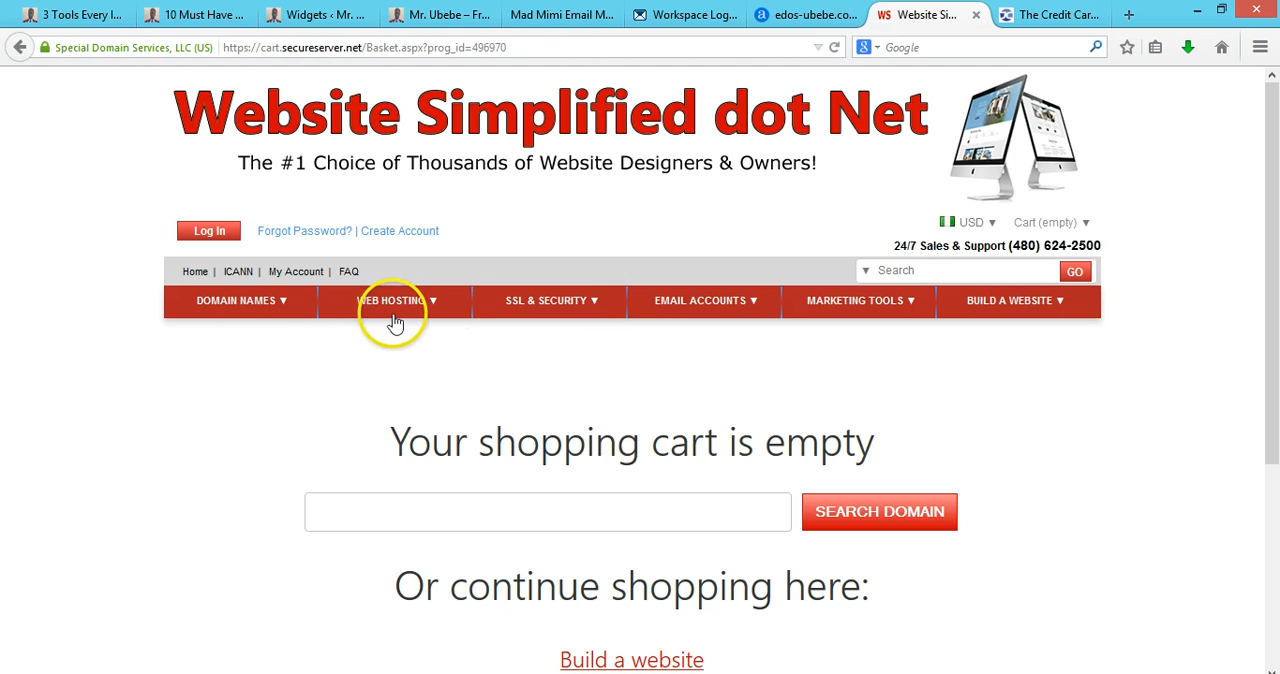 3 Tools Every I...
10 Must Have ...
Widgets ‹ Mr. ...
Mr. Ubebe – Fr...
Mad Mimi Email M...
Workspace Log...
edos-ubebe.co...
WS Website Si...
The Credit Car...
Special Domain Services, LLC (US)
https://cart.secureserver.net/Basket.aspx?prog_id=496970
Google
Website Simplified dot Net
The #1 Choice of Thousands of Website Designers & Owners!
Log In
Forgot Password? | Create Account
USD ▼
Cart (empty) ▼
24/7 Sales & Support (480) 624-2500
Home | ICANN | My Account | FAQ
▼ Search
GO
DOMAIN NAMES ▼
WEB HOSTING ▼
SSL & SECURITY ▼
EMAIL ACCOUNTS ▼
MARKETING TOOLS ▼
BUILD A WEBSITE ▼
Your shopping cart is empty
SEARCH DOMAIN
Or continue shopping here:
Build a website